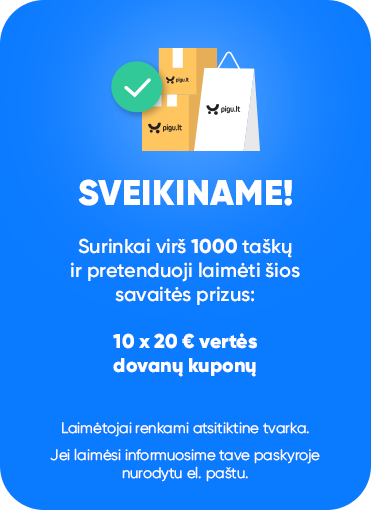 pigu.lt
pigu.lt
pigu.lt
SVEIKINAME!
Surinkai virš 1000 taškų
ir pretenduoji laimėti šios
savaitės prizus:
10 x 20 € vertės
dovanų kuponų
Laimėtojai renkami atsitiktine tvarka.
Jei laimėsi informuosime tave paskyroje
nurodytu el. paštu.